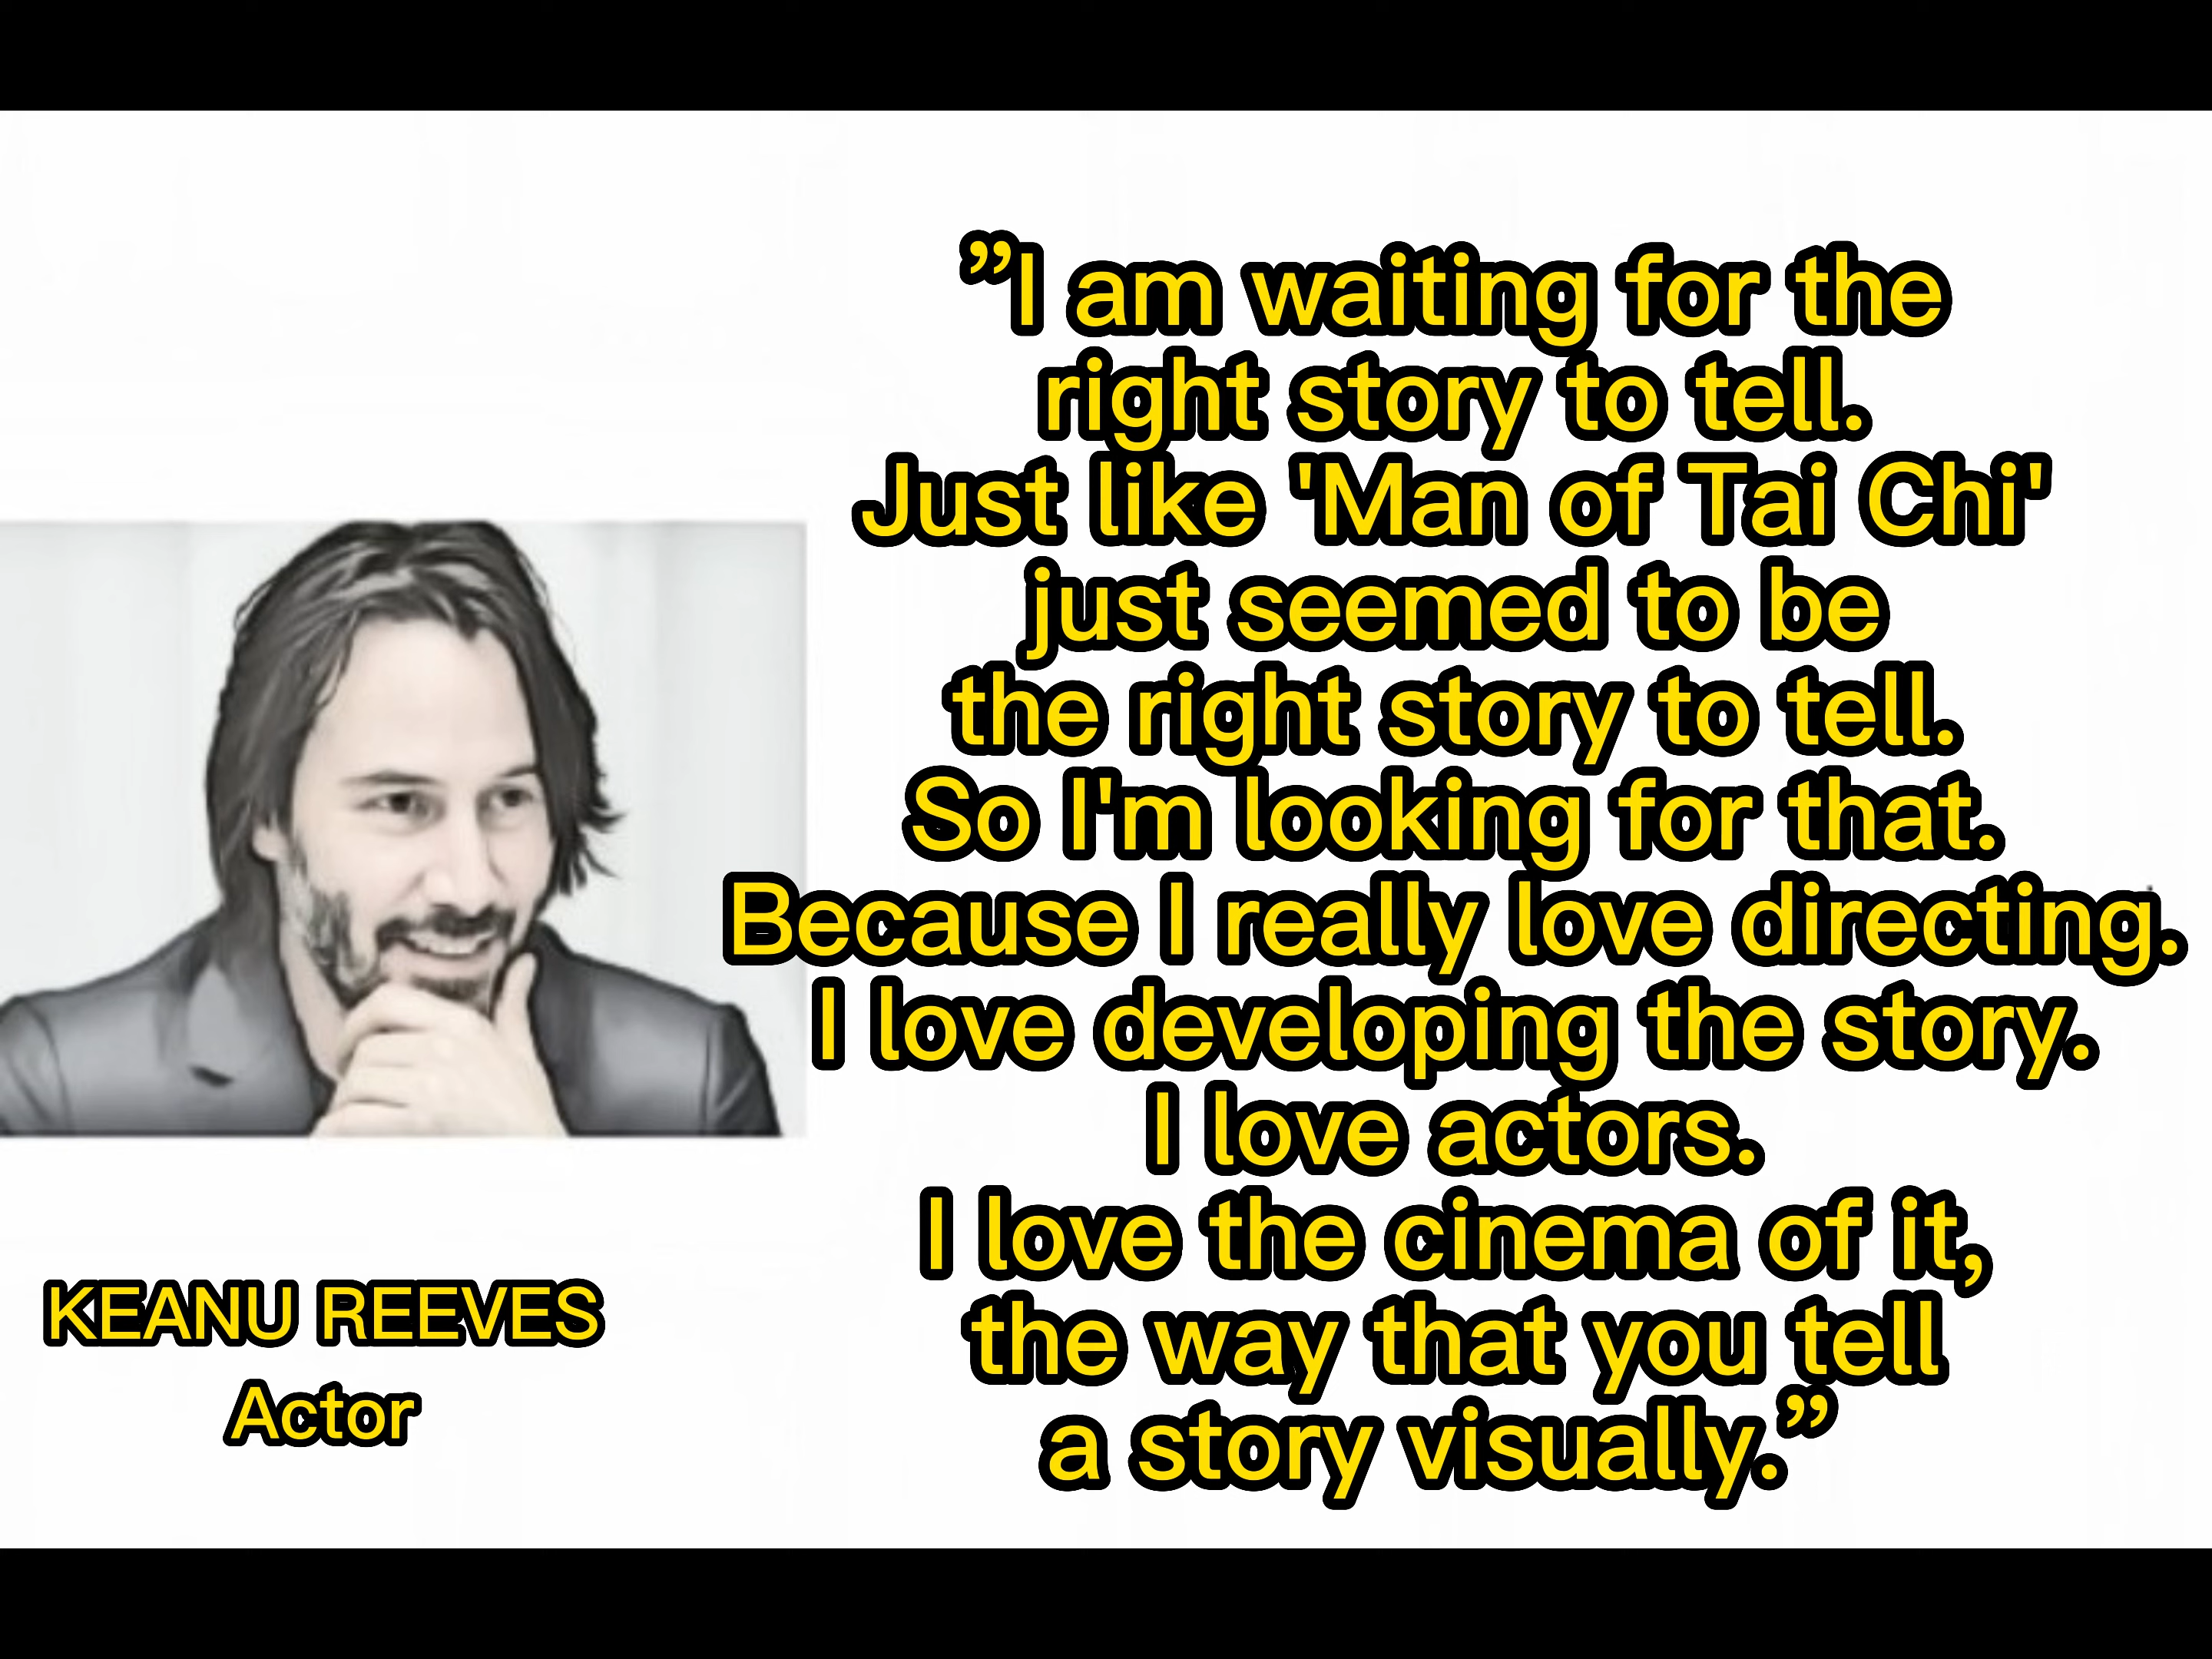 ”I am waiting for the
right story to tell.
Just like 'Man of Tai Chi'
just seemed to be
the right story to tell.
So I'm looking for that.
Because I really love directing.
I love developing the story.
I love actors.
I love the cinema of it,
the way that you tell
a story visually.”
KEANU REEVES
Actor